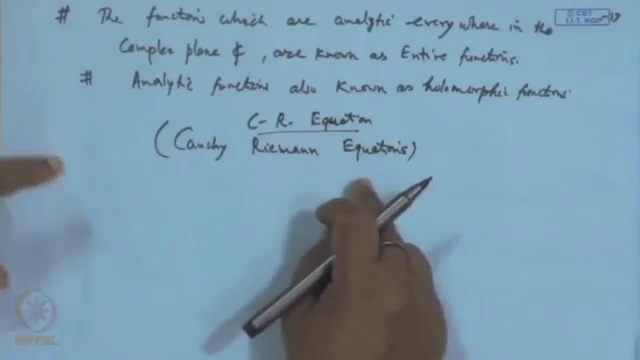 # The functions which are analytic everywhere in the
Complex plane ₵, are known as Entire functions.
# Analytic functions also known as holomorphic functions.
C-R. Equation
(Cauchy Riemann Equations)
© CET
I.I.T. KGP
NPTEL